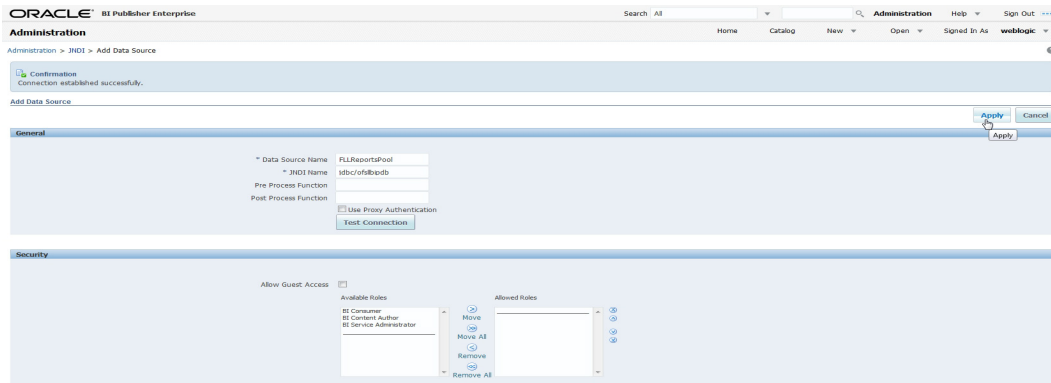 ORACLE BI Publisher Enterprise Search All Administration Help Sign Out
Administration Home Catalog New Open Signed In As weblogic
Administration > JNDI > Add Data Source
Confirmation
Connection established successfully.
Add Data Source
Apply Cancel
Apply
General
* Data Source Name FLLReportsPool
* JNDI Name jdbc/ofsllbipdb
Pre Process Function
Post Process Function
Use Proxy Authentication
Test Connection
Security
Allow Guest Access
Available Roles Allowed Roles
BI Consumer
BI Content Author
BI Service Administrator
Move
Move All
Remove
Remove All